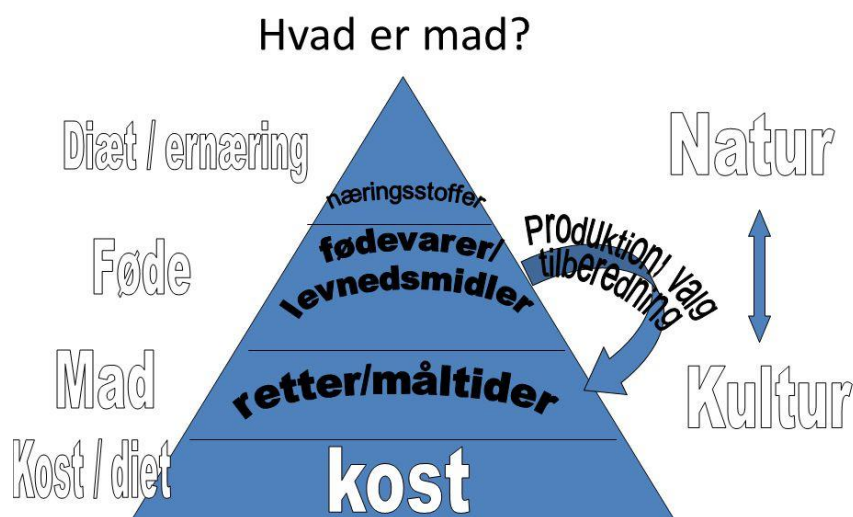 Hvad er mad?
Diæt / ernæring
Natur
næringsstoffer
fødevarer/
levnedsmidler
Produktion/ valg
tilberedning
Føde
Mad
retter/måltider
Kultur
Kost / diet
kost